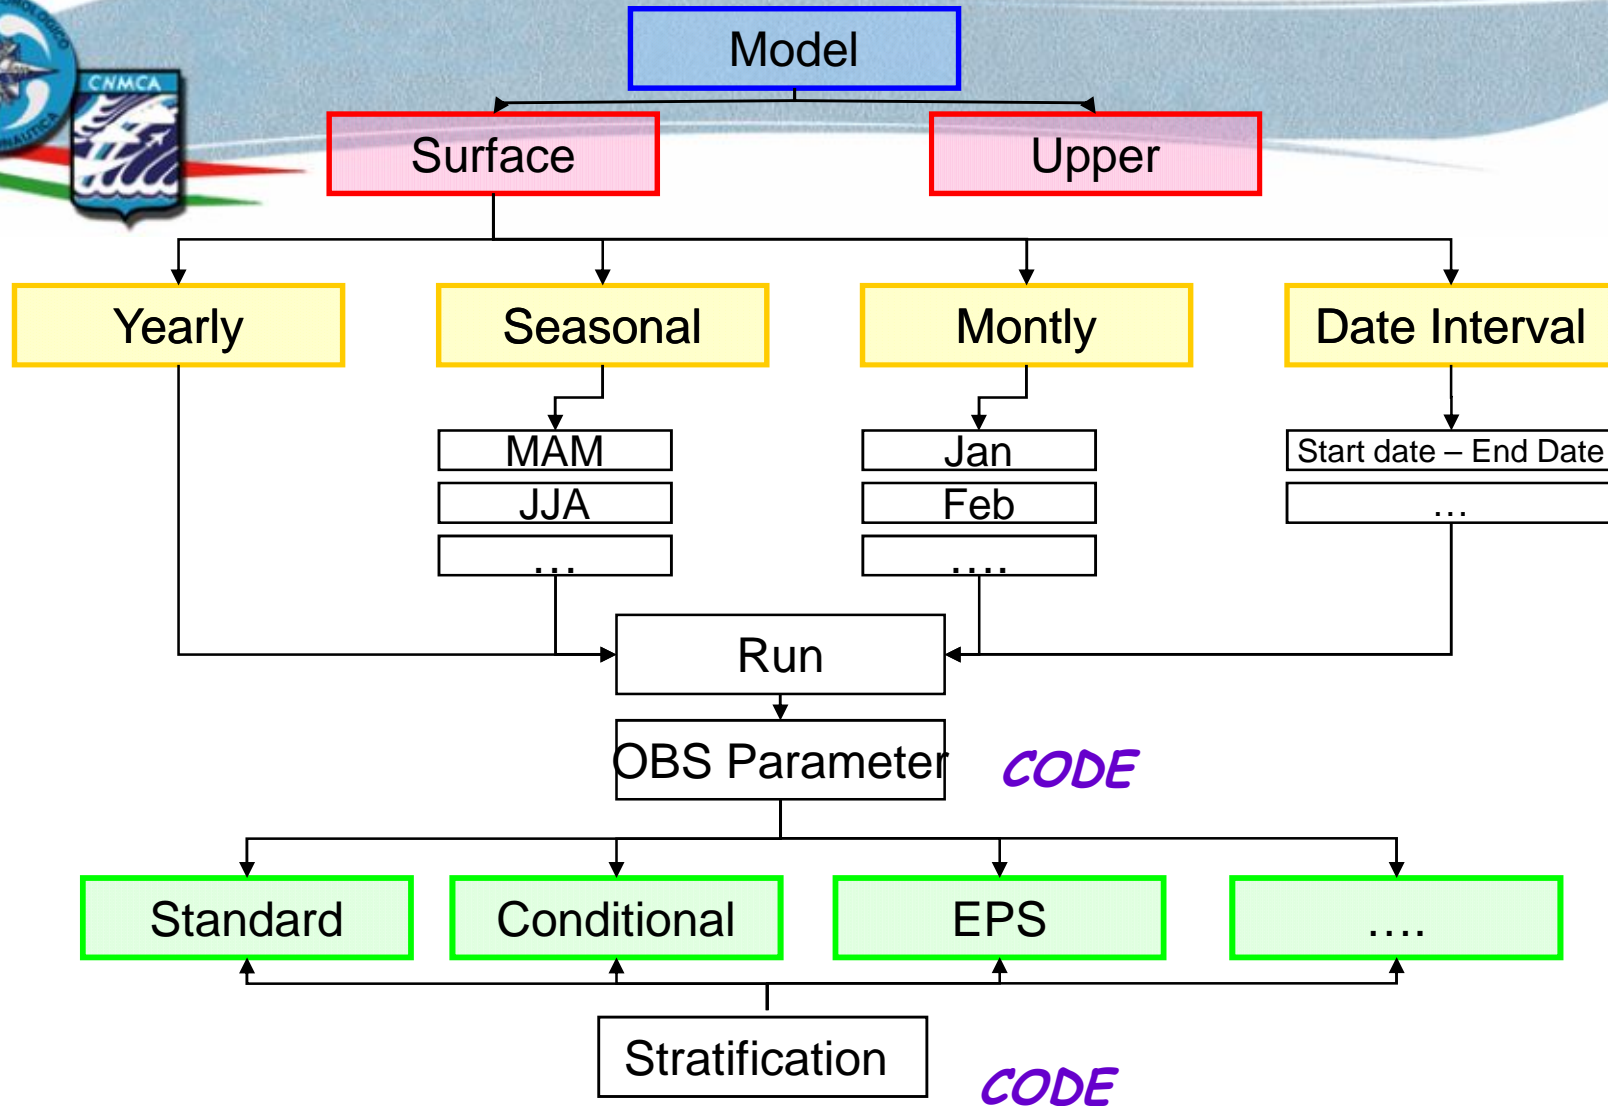 CNMCA
Model
Surface
Upper
Yearly
Seasonal
Montly
Date Interval
MAM
Jan
Start date – End Date
JJA
Feb
…
…
….
Run
OBS Parameter
CODE
Standard
Conditional
EPS
….
Stratification
CODE